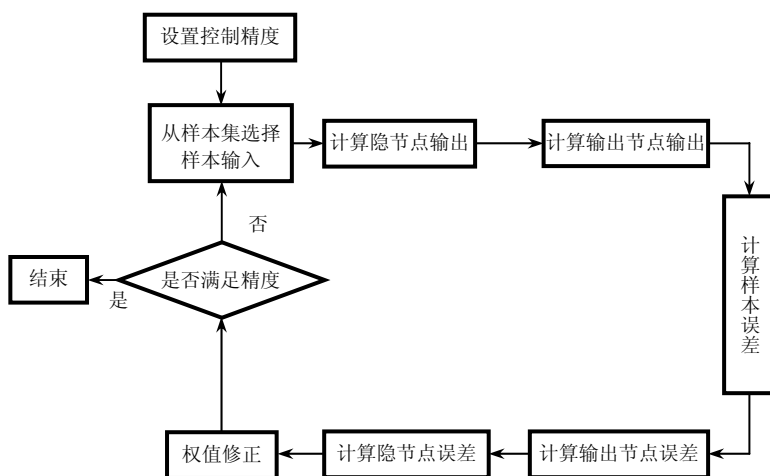 设置控制精度
从样本集选择
样本输入
计算隐节点输出
计算输出节点输出
计算样本误差
计算输出节点误差
计算隐节点误差
权值修正
是否满足精度
否
是
结束